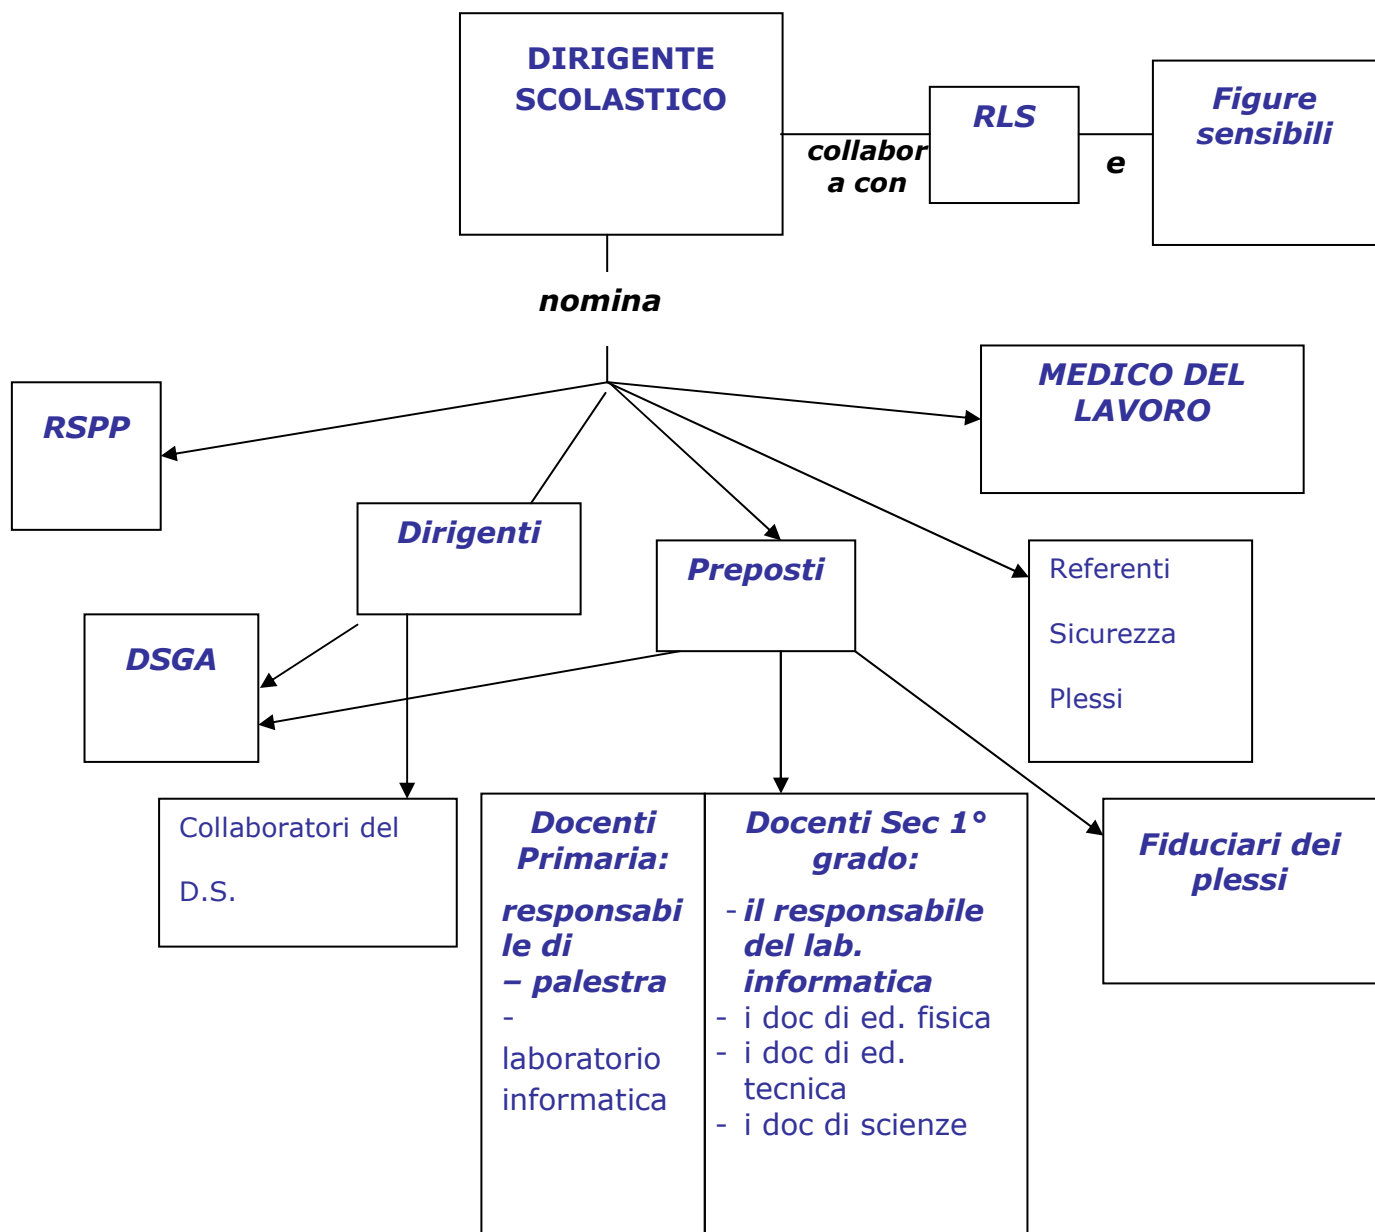 DIRIGENTE
SCOLASTICO
collabor
a con
RLS
e
Figure
sensibili
nomina
RSPP
MEDICO DEL
LAVORO
Dirigenti
Preposti
Referenti
Sicurezza
Plessi
DSGA
Collaboratori del
D.S.
Docenti
Primaria:
responsabi
le di
– palestra
-
laboratorio
informatica
Docenti Sec 1°
grado:
- il responsabile
del lab.
informatica
- i doc di ed. fisica
- i doc di ed.
tecnica
- i doc di scienze
Fiduciari dei
plessi